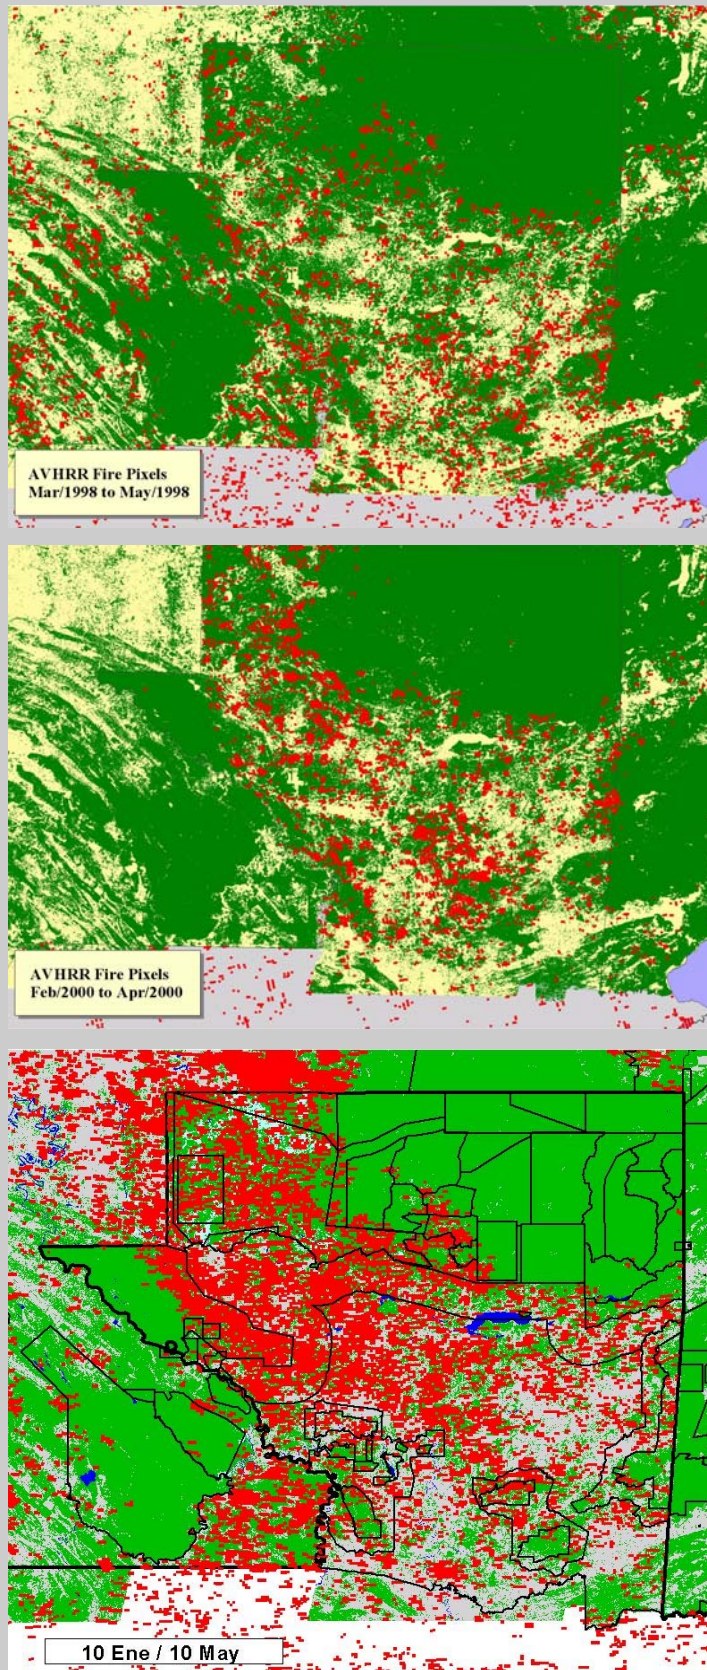 AVHRR Fire Pixels
Mar/1998 to May/1998
AVHRR Fire Pixels
Feb/2000 to Apr/2000
10 Ene / 10 May